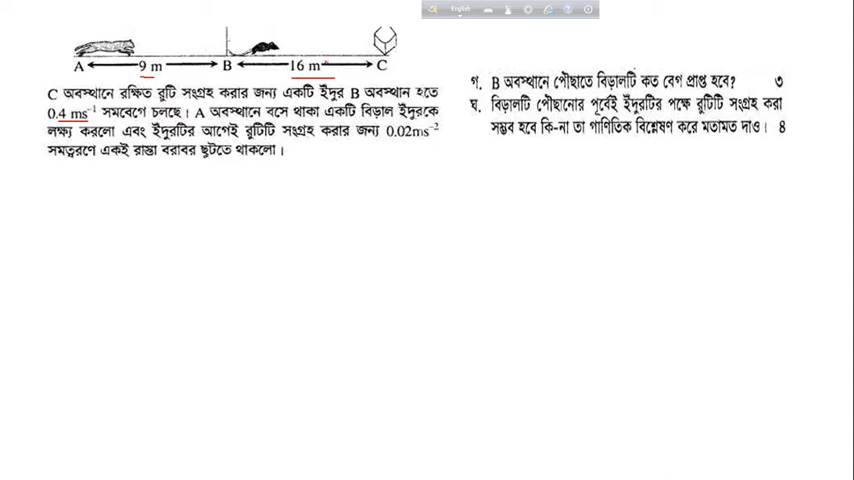 English
A 9 m B 16 m C
C অবস্থানে রক্ষিত রুটি সংগ্রহ করার জন্য একটি ইঁদুর B অবস্থান হতে
0.4 ms⁻¹ সমবেগে চলছে। A অবস্থানে বসে থাকা একটি বিড়াল ইঁদুরকে
লক্ষ্য করলো এবং ইঁদুরটির আগেই রুটিটি সংগ্রহ করার জন্য 0.02ms⁻²
সমত্বরণে একই রাস্তা বরাবর ছুটতে থাকলো।
গ. B অবস্থানে পৌছাতে বিড়ালটি কত বেগ প্রাপ্ত হবে? ৩
ঘ. বিড়ালটি পৌছানোর পূর্বেই ইঁদুরটির পক্ষে রুটিটি সংগ্রহ করা
সম্ভব হবে কি-না তা গাণিতিক বিশ্লেষণ করে মতামত দাও। ৪